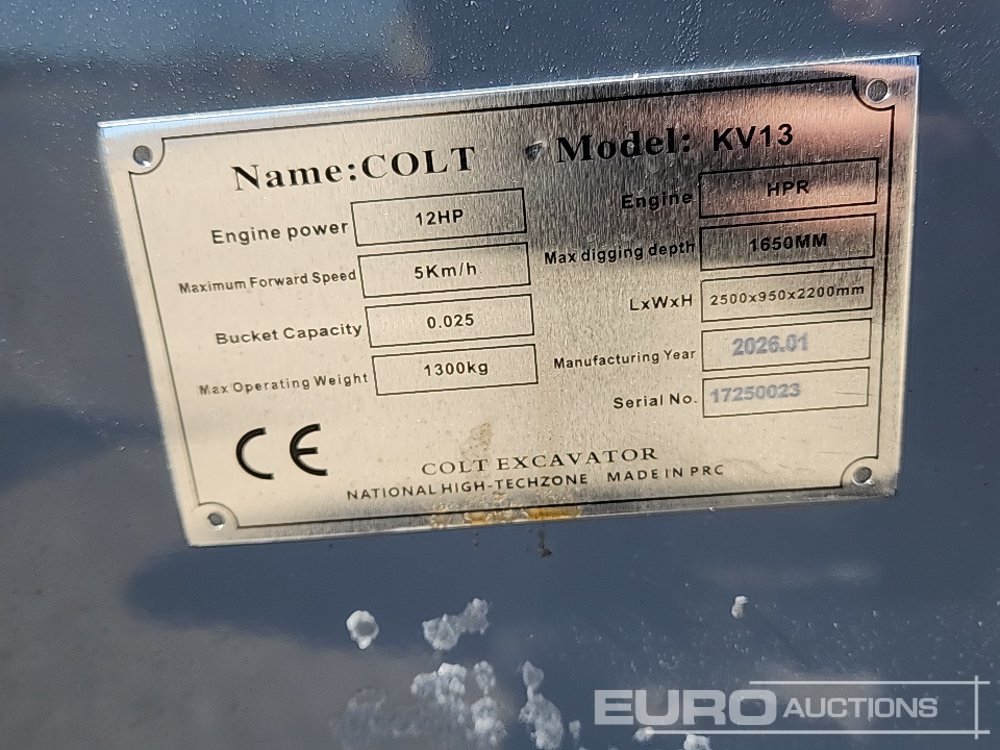 Name:COLT Model: KV13
Engine power 12HP Engine HPR
Maximum Forward Speed 5Km/h Max digging depth 1650MM
Bucket Capacity 0.025 LxWxH 2500x950x2200mm
Max Operating Weight 1300kg Manufacturing Year 2026.01
Serial No. 17250023
CE
COLT EXCAVATOR
NATIONAL HIGH-TECHZONE MADE IN PRC
EURO AUCTIONS